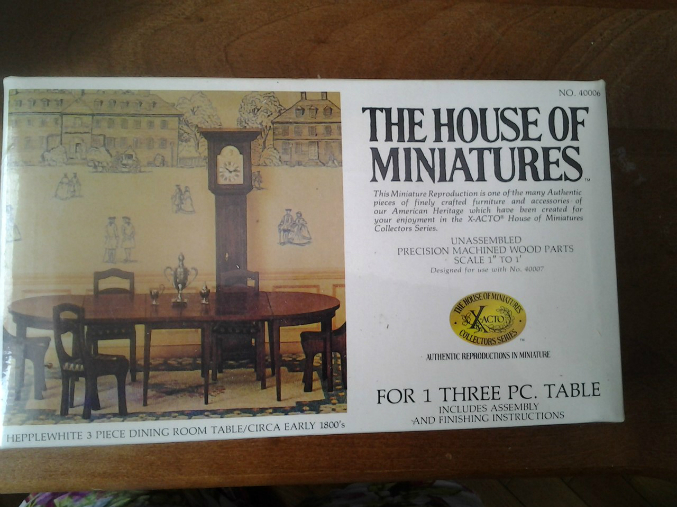 NO. 40006
THE HOUSE OF
MINIATURES™
This Miniature Reproduction is one of the many Authentic
pieces of finely crafted furniture and accessories of
our American Heritage which have been created for
your enjoyment in the X-ACTO® House of Miniatures
Collectors Series.
UNASSEMBLED
PRECISION MACHINED WOOD PARTS
SCALE 1" TO 1'
Designed for use with No. 40007
THE HOUSE OF MINIATURES
X-ACTO
COLLECTORS SERIES™
AUTHENTIC REPRODUCTIONS IN MINIATURE
FOR 1 THREE PC. TABLE
INCLUDES ASSEMBLY
AND FINISHING INSTRUCTIONS
HEPPLEWHITE 3 PIECE DINING ROOM TABLE/CIRCA EARLY 1800's